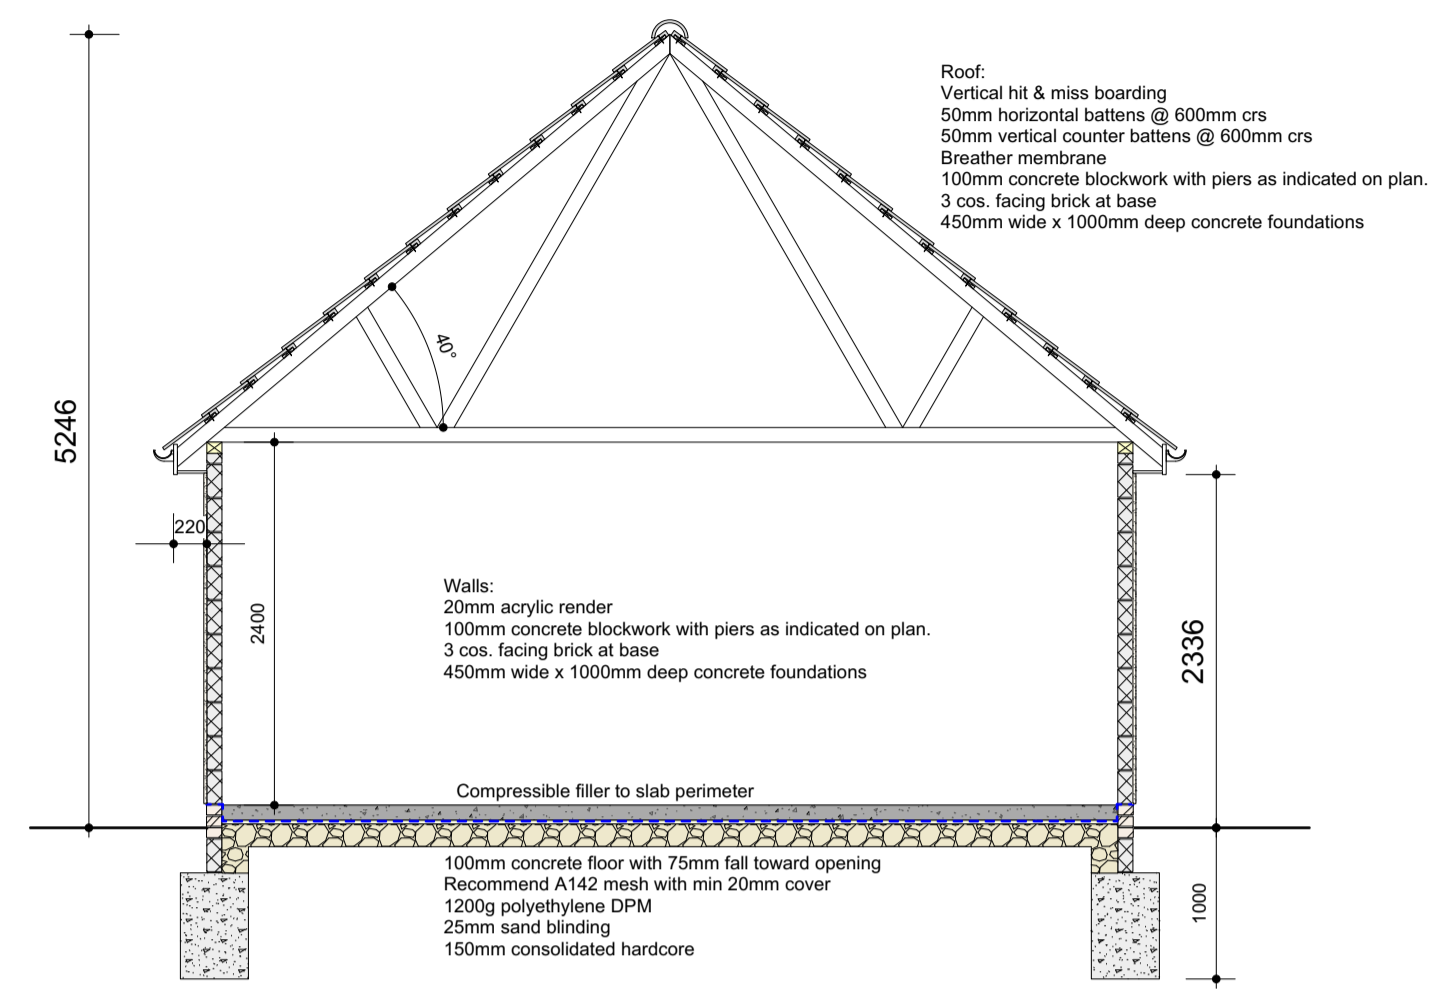 Roof:
Vertical hit & miss boarding
50mm horizontal battens @ 600mm crs
50mm vertical counter battens @ 600mm crs
Breather membrane
100mm concrete blockwork with piers as indicated on plan.
3 cos. facing brick at base
450mm wide x 1000mm deep concrete foundations
40°
5246
220
2400
Walls:
20mm acrylic render
100mm concrete blockwork with piers as indicated on plan.
3 cos. facing brick at base
450mm wide x 1000mm deep concrete foundations
2336
Compressible filler to slab perimeter
100mm concrete floor with 75mm fall toward opening
Recommend A142 mesh with min 20mm cover
1200g polyethylene DPM
25mm sand blinding
150mm consolidated hardcore
1000